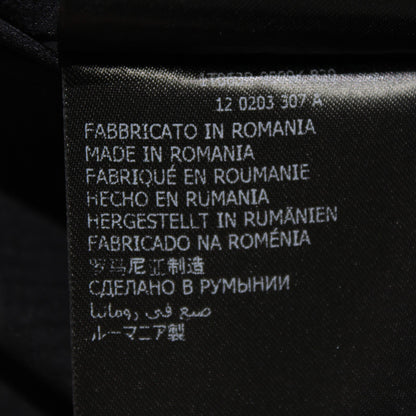 12 0203 307 A
FABBRICATO IN ROMANIA
MADE IN ROMANIA
FABRIQUÉ EN ROUMANIE
HECHO EN RUMANIA
HERGESTELLT IN RUMÄNIEN
FABRICADO NA ROMÉNIA
罗马尼亚制造
СДЕЛАНО В РУМЫНИИ
صنع في رومانيا
ルーマニア製